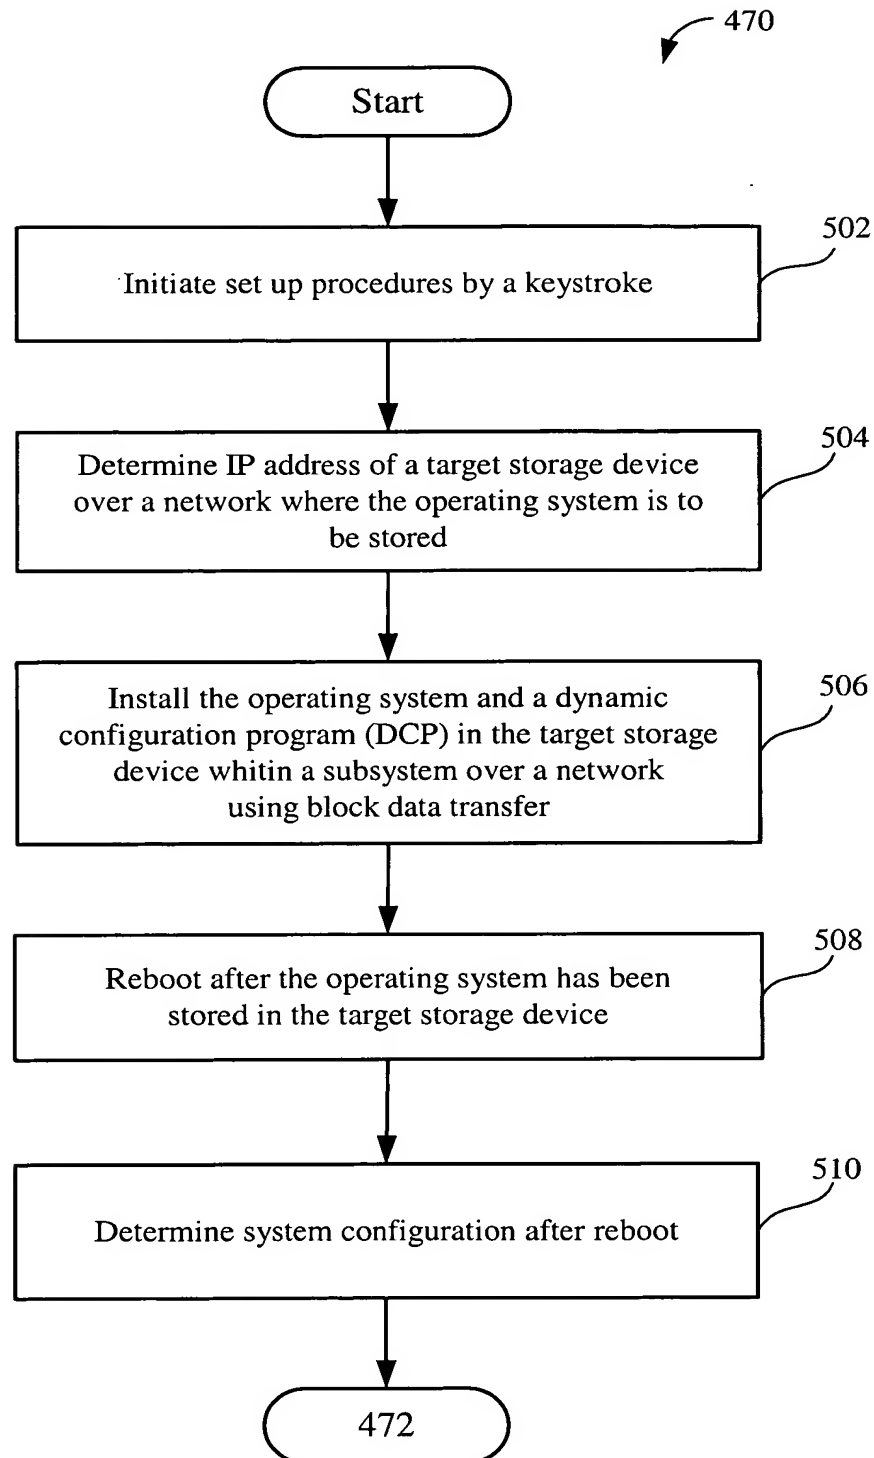 470
Start
502
Initiate set up procedures by a keystroke
504
Determine IP address of a target storage device
over a network where the operating system is to
be stored
506
Install the operating system and a dynamic
configuration program (DCP) in the target storage
device whitin a subsystem over a network
using block data transfer
508
Reboot after the operating system has been
stored in the target storage device
510
Determine system configuration after reboot
472